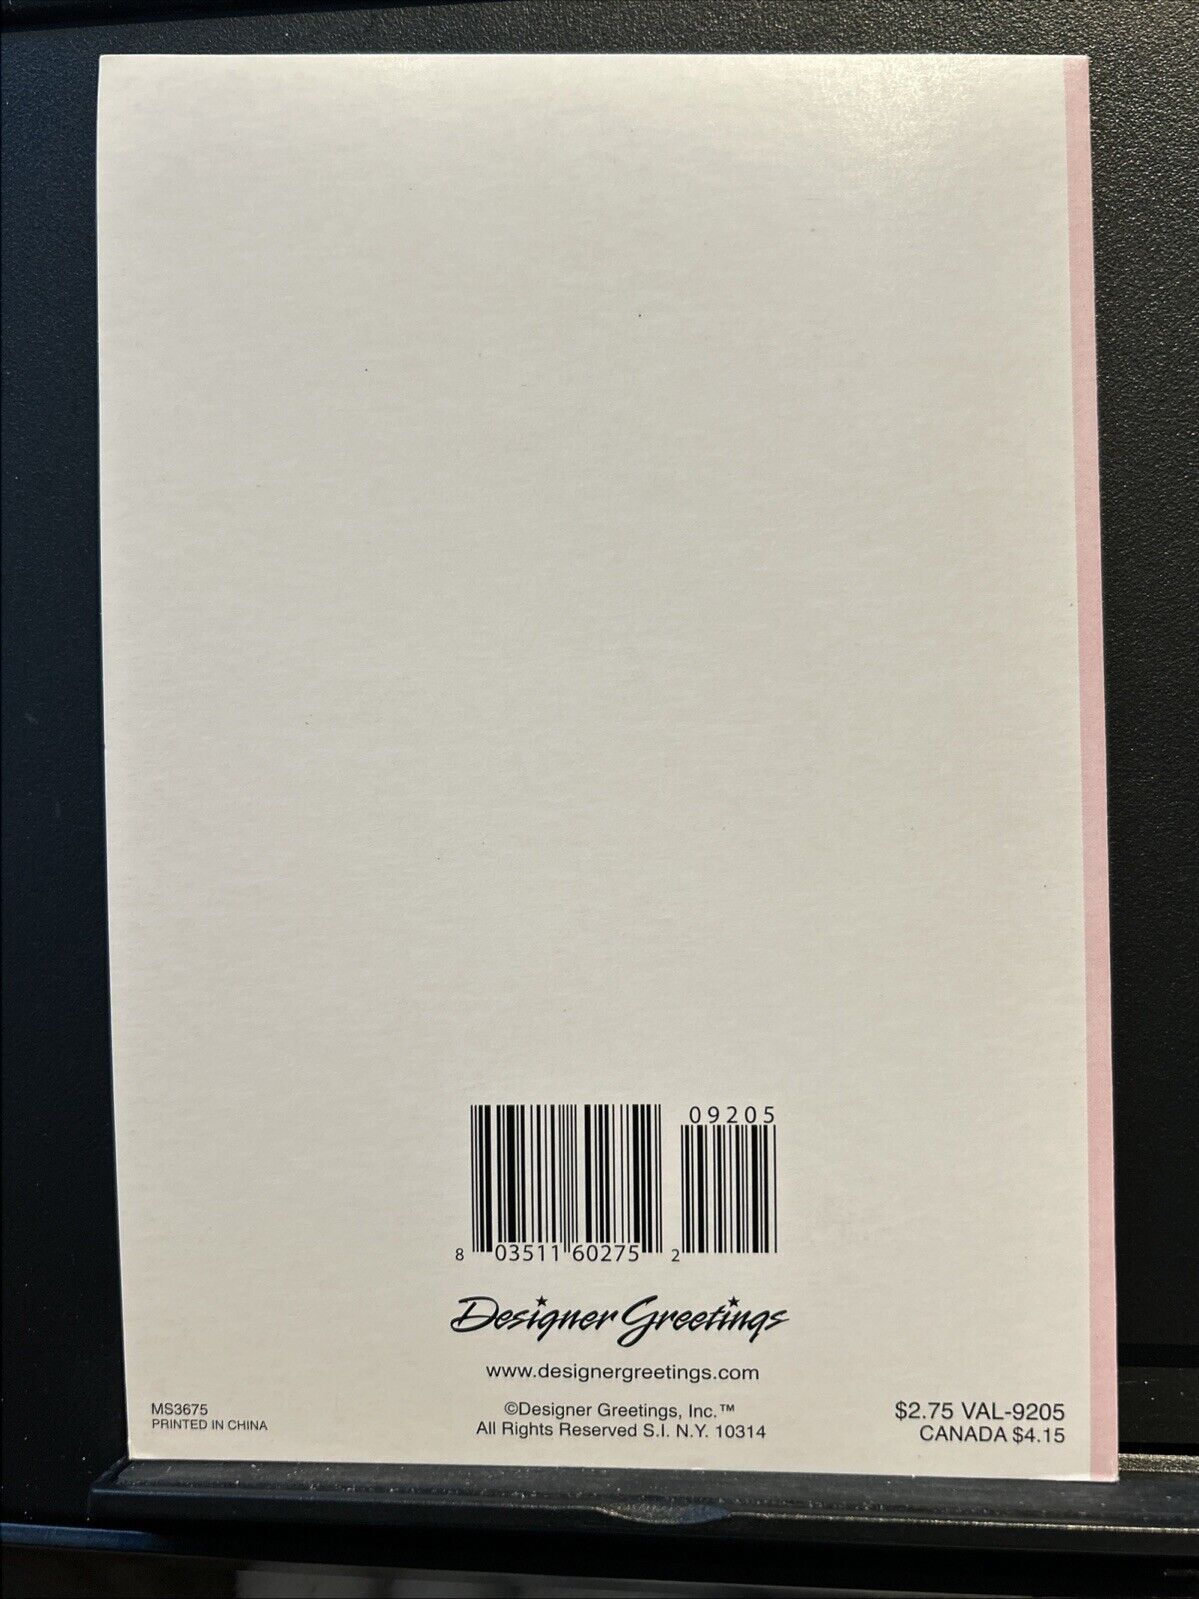 09205
8 03511 60275 2
Designer Greetings
www.designergreetings.com
©Designer Greetings, Inc.™
All Rights Reserved S.I. N.Y. 10314
MS3675
PRINTED IN CHINA
$2.75 VAL-9205
CANADA $4.15